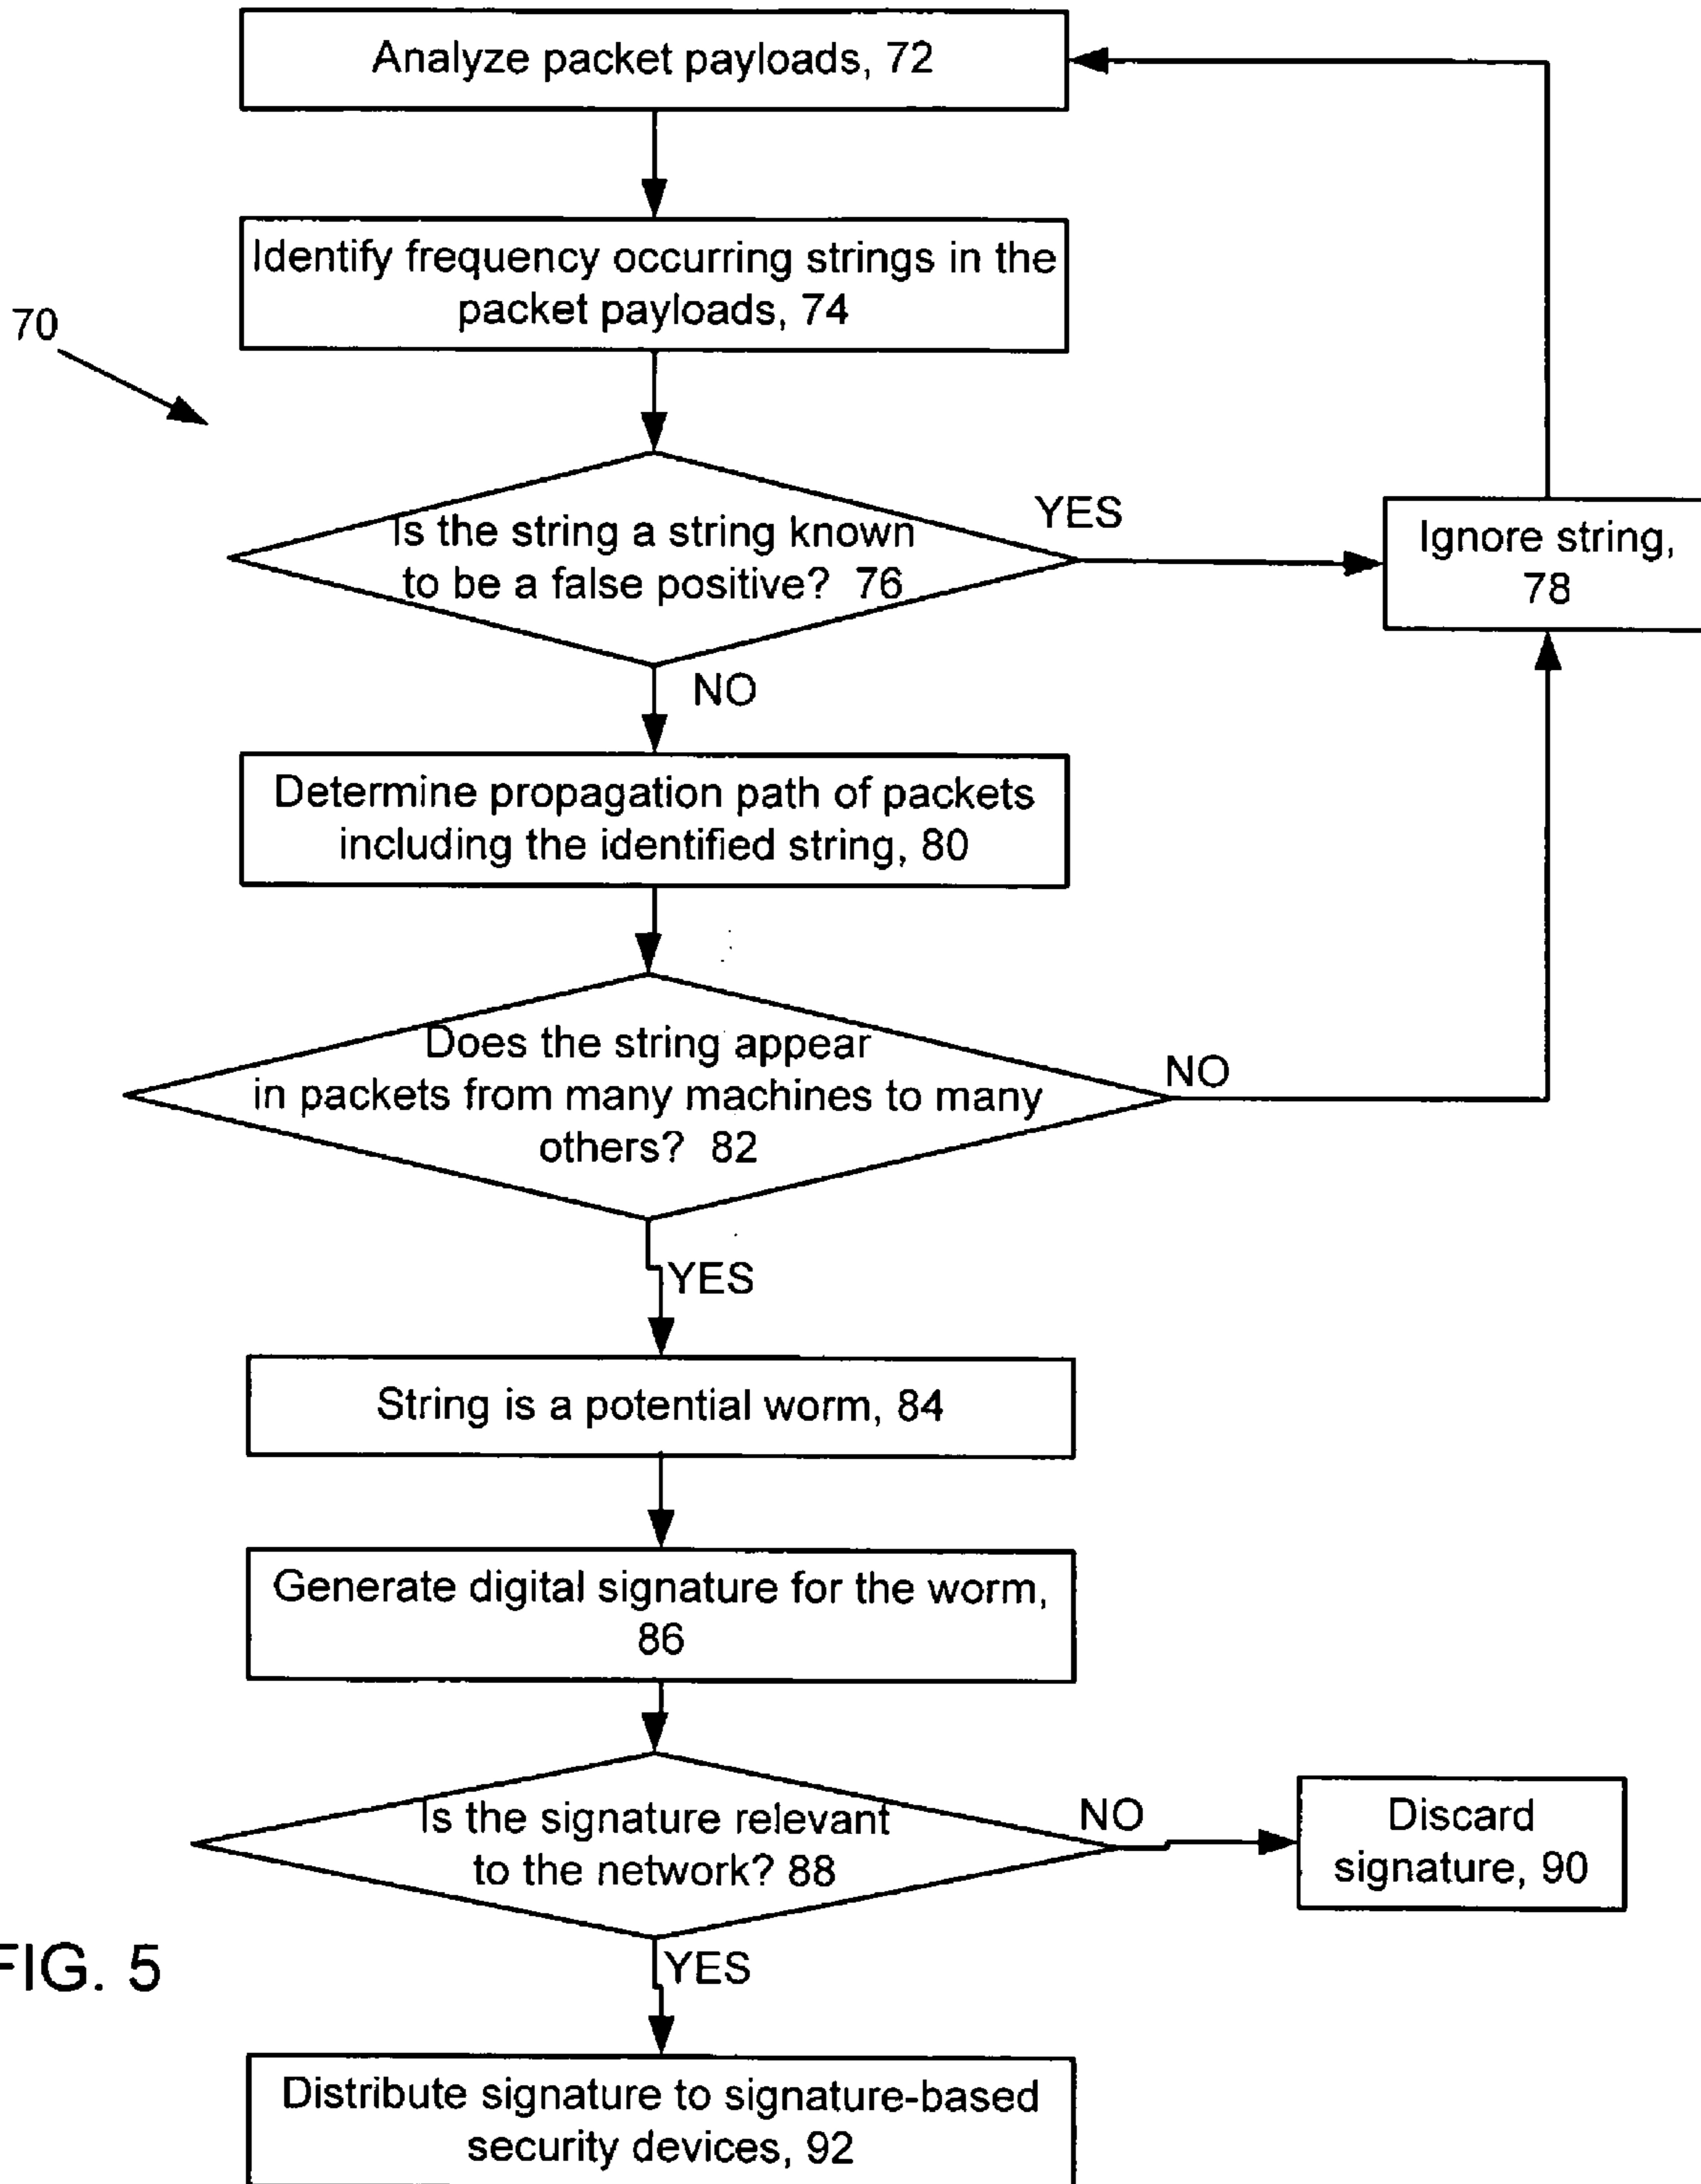 Analyze packet payloads, 72
Identify frequency occurring strings in the
packet payloads, 74
70
Is the string a string known
to be a false positive? 76
YES
Ignore string,
78
NO
Determine propagation path of packets
including the identified string, 80
Does the string appear
in packets from many machines to many
others? 82
NO
YES
String is a potential worm, 84
Generate digital signature for the worm,
86
Is the signature relevant
to the network? 88
NO
Discard
signature, 90
FIG. 5
YES
Distribute signature to signature-based
security devices, 92